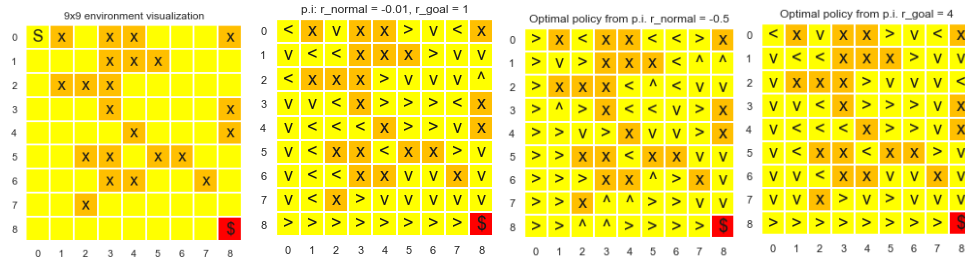 9x9 environment visualization
0 S x x x x
1 x x x
2 x x x
3 x x
4 x x
5 x x x x
6 x x x
7 x
8 $
0 1 2 3 4 5 6 7 8
p.i: r_normal = -0.01, r_goal = 1
0 < x v x x > v < x
1 v < < x x x > v <
2 < x x x > v v v ^
3 v v < x > > > < x
4 v < < < x > v v x
5 v < x x < x x > v
6 v < < x x v v x v
7 v < x > v v v v v
8 > > > > > > > > $
0 1 2 3 4 5 6 7 8
Optimal policy from p.i. r_normal = -0.5
0 > x < x x < < > x
1 > v > x x x < ^ ^
2 > x x x < ^ < v v
3 > ^ > x < < v > x
4 > > v > x v v > x
5 > > x x < x x v v
6 > > > x x ^ > x v
7 > > x ^ ^ > > v v
8 > > ^ ^ > > > > $
0 1 2 3 4 5 6 7 8
Optimal policy from p.i. r_goal = 4
0 < x v x x > v < x
1 v < < x x x > v <
2 v x x x > v v v <
3 v v < x > > > v x
4 v < < < x > > v x
5 v < x x < x x > v
6 v v < x x v v x v
7 v v x > v v v v v
8 > > > > > > > > $
0 1 2 3 4 5 6 7 8